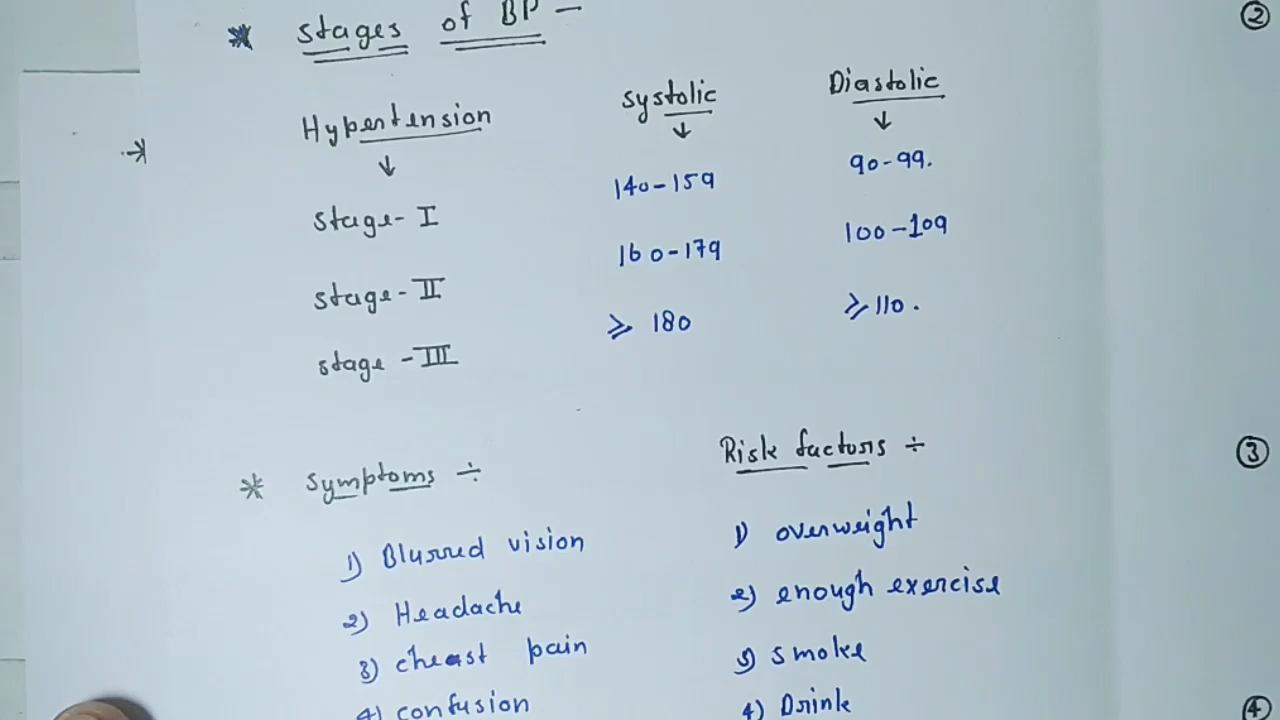 * stages of BP -
②
Hypertension systolic Diastolic
↓ ↓ ↓
stage-I 140-159 90-99.
stage-II 160-179 100-109
stage-III ≥ 180 ≥ 110.
③
* Symptoms ÷ Risk factors ÷
1) Blurred vision 1) overweight
2) Headache 2) enough exercise
3) cheast pain 3) smoke
4) confusion 4) Drink
④